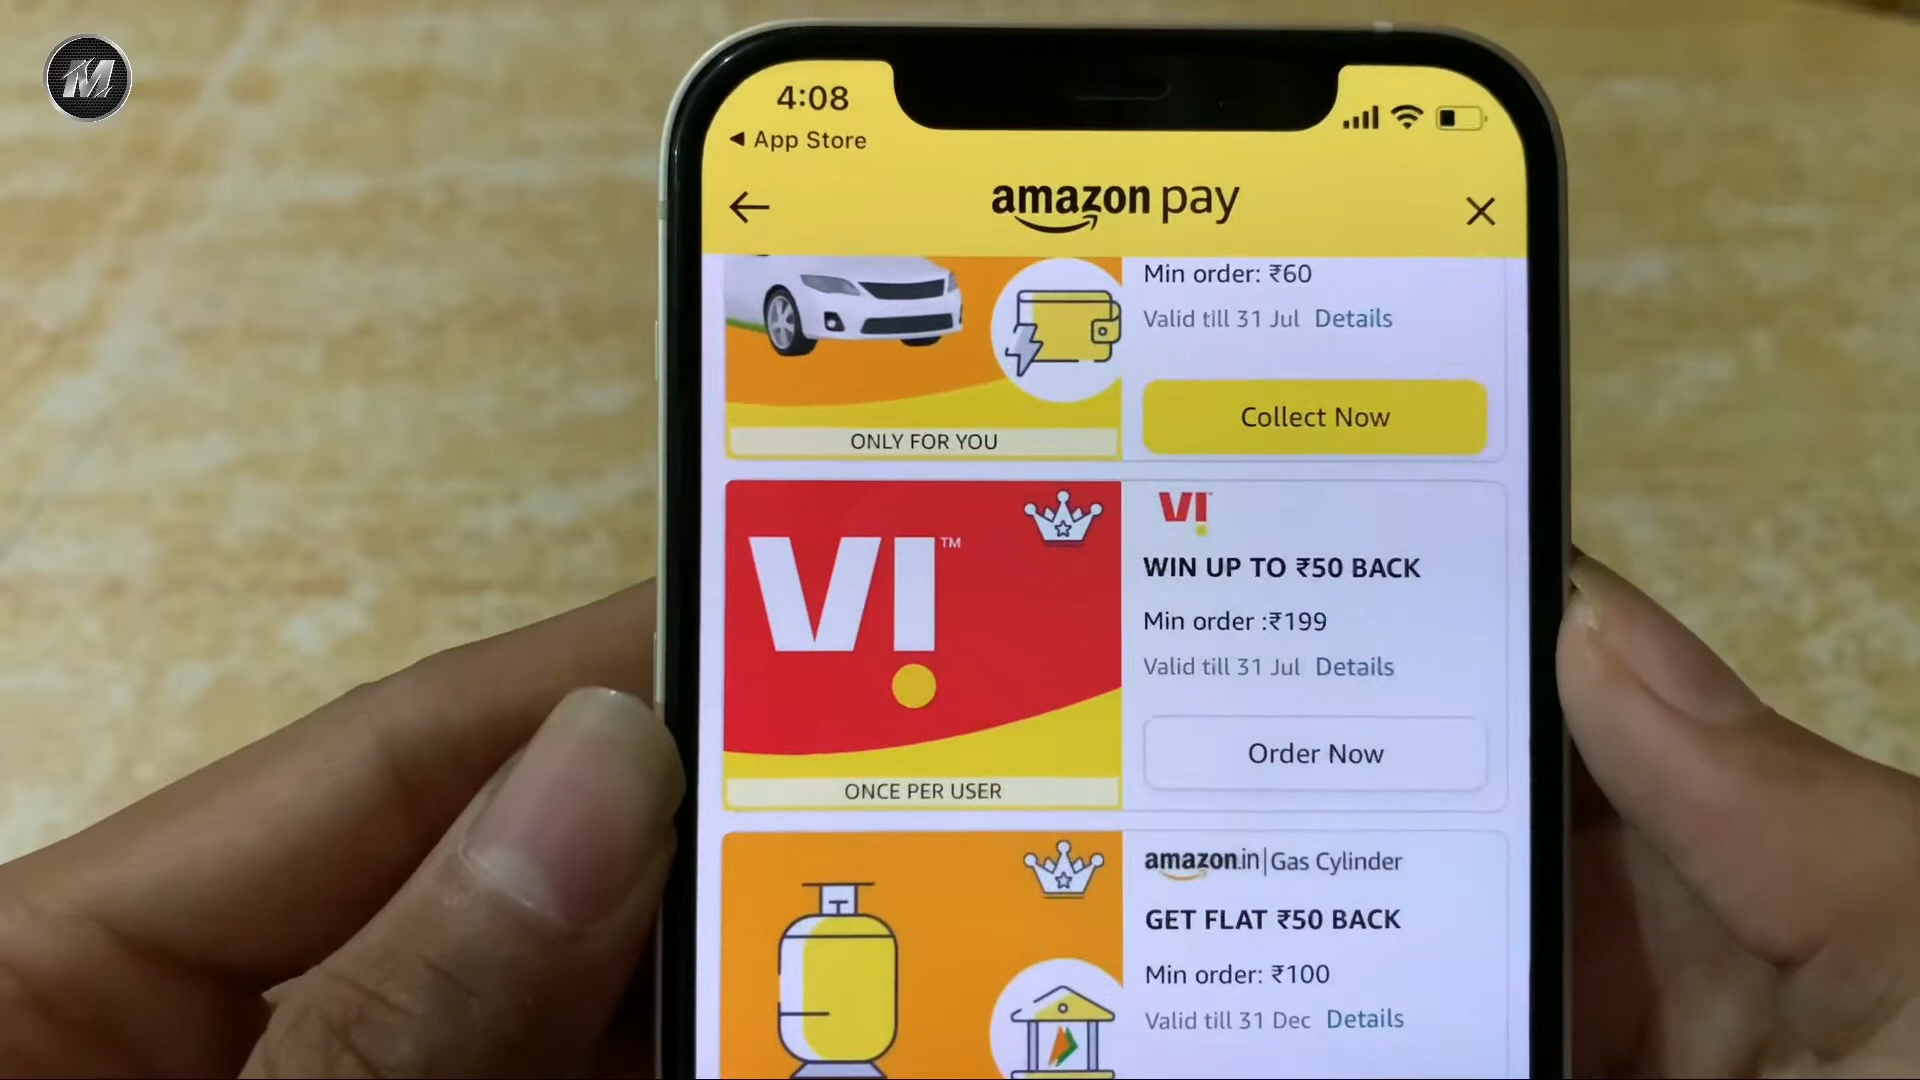 M
4:08
App Store
amazon pay
Min order: ₹60
Valid till 31 Jul Details
Collect Now
ONLY FOR YOU
VI™
VI
WIN UP TO ₹50 BACK
Min order :₹199
Valid till 31 Jul Details
Order Now
ONCE PER USER
amazon.in|Gas Cylinder
GET FLAT ₹50 BACK
Min order: ₹100
Valid till 31 Dec Details